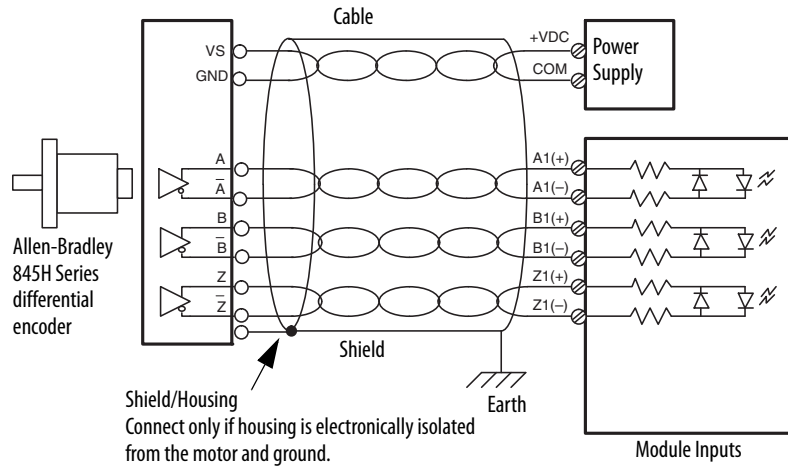 Cable
VS
GND
+VDC
COM
Power
Supply
A
A̅
B
B̅
Z
Z̅
A1(+)
A1(–)
B1(+)
B1(–)
Z1(+)
Z1(–)
Allen-Bradley
845H Series
differential
encoder
Shield
Shield/Housing
Connect only if housing is electronically isolated
from the motor and ground.
Earth
Module Inputs